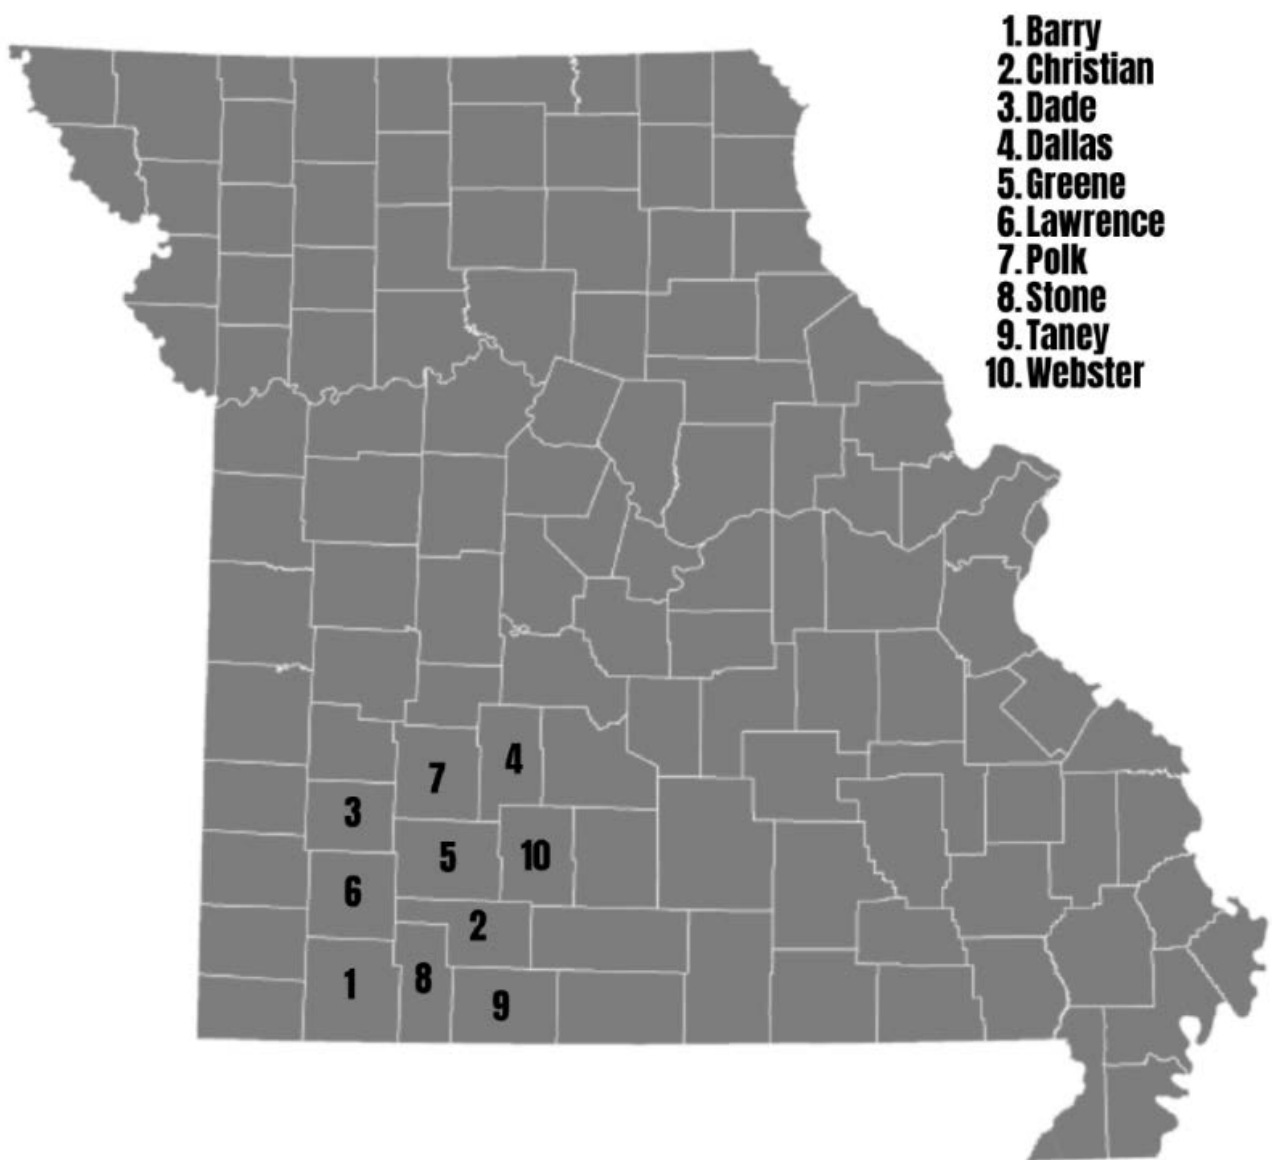 1. Barry
2. Christian
3. Dade
4. Dallas
5. Greene
6. Lawrence
7. Polk
8. Stone
9. Taney
10. Webster
4
7
3
5
10
6
2
8
1
9